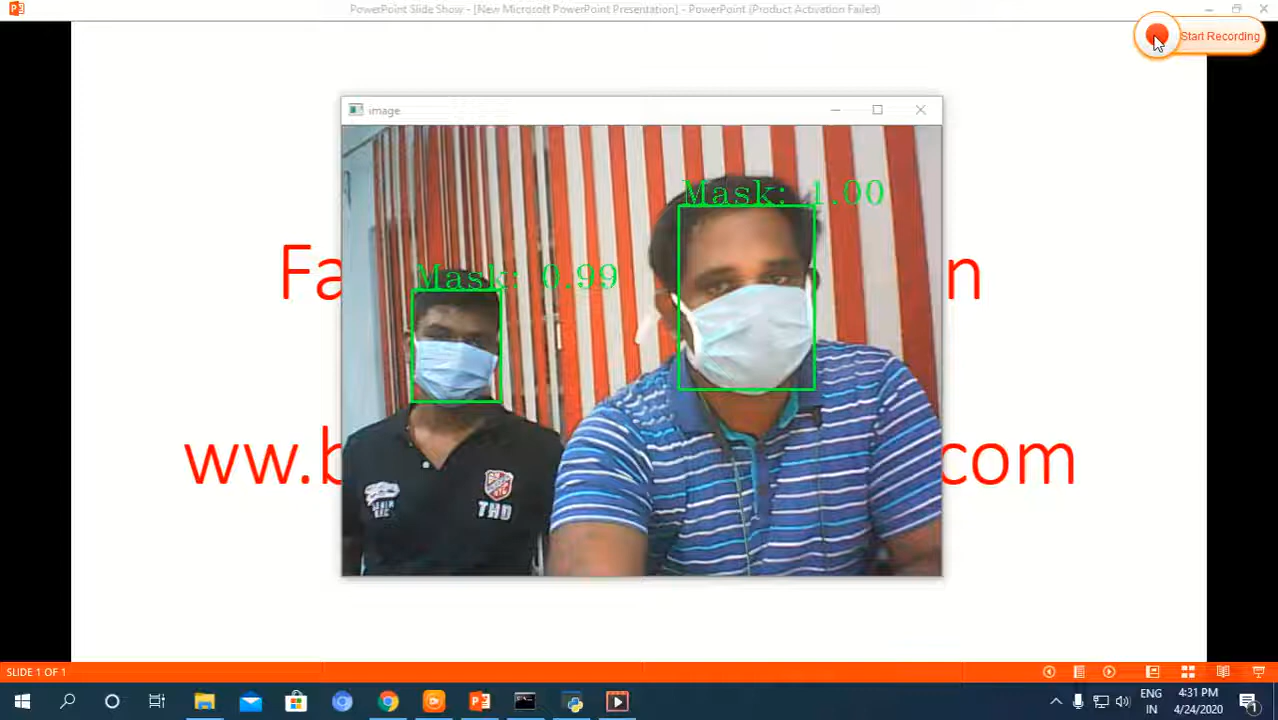 PowerPoint Slide Show - [New Microsoft PowerPoint Presentation] - PowerPoint (Product Activation Failed)
Start Recording
image
Mask: 1.00
Fa n
Mask: 0.99
ww.b .com
THD
SLIDE 1 OF 1
ENG
IN
4:31 PM
4/24/2020
1